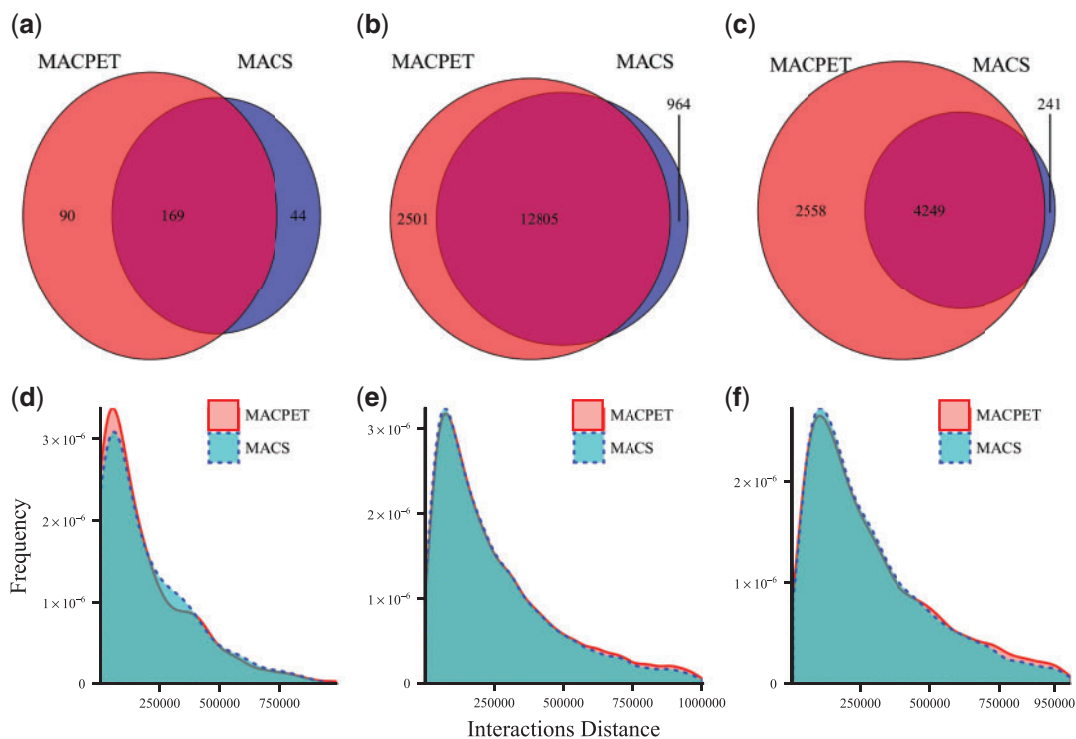 (a)
MACPET MACS
90 169 44
(b)
MACPET MACS
964
2501 12805
(c)
MACPET MACS
241
2558 4249
(d)
MACPET
MACS
3 × 10⁻⁶
2 × 10⁻⁶
1 × 10⁻⁶
0
250000 500000 750000
(e)
MACPET
MACS
3 × 10⁻⁶
2 × 10⁻⁶
1 × 10⁻⁶
0
250000 500000 750000 1000000
(f)
MACPET
MACS
2 × 10⁻⁶
1 × 10⁻⁶
0
250000 500000 750000 950000
Frequency
Interactions Distance